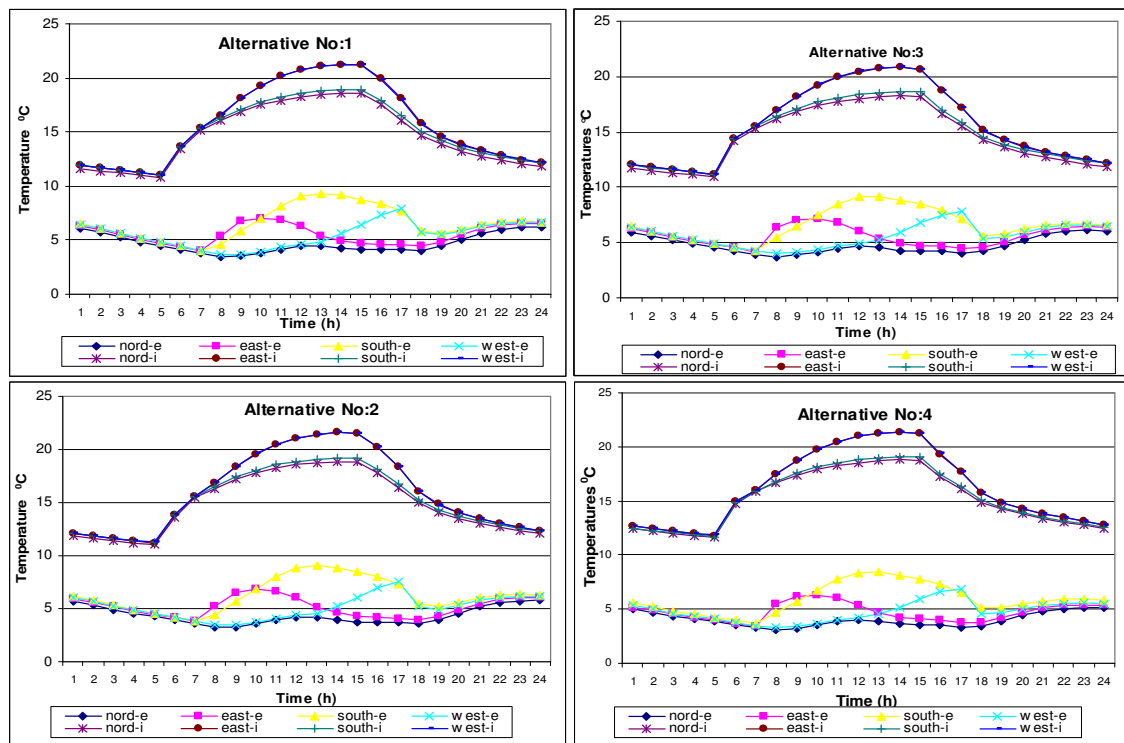 Alternative No:1
Temperature ⁰C
25
20
15
10
5
0
1 2 3 4 5 6 7 8 9 10 11 12 13 14 15 16 17 18 19 20 21 22 23 24
Time (h)
nord-e east-e south-e west-e
nord-i east-i south-i west-i
Alternative No:3
Temperatures °C
25
20
15
10
5
0
1 2 3 4 5 6 7 8 9 10 11 12 13 14 15 16 17 18 19 20 21 22 23 24
Time (h)
nord-e east-e south-e west-e
nord-i east-i south-i west-i
Alternative No:2
Temperature ⁰C
25
20
15
10
5
0
1 2 3 4 5 6 7 8 9 10 11 12 13 14 15 16 17 18 19 20 21 22 23 24
Time (h)
nord-e east-e south-e west-e
nord-i east-i south-i west-i
Alternative No:4
Temperatures ⁰C
25
20
15
10
5
0
1 2 3 4 5 6 7 8 9 10 11 12 13 14 15 16 17 18 19 20 21 22 23 24
Time (h)
nord-e east-e south-e west-e
nord-i east-i south-i west-i